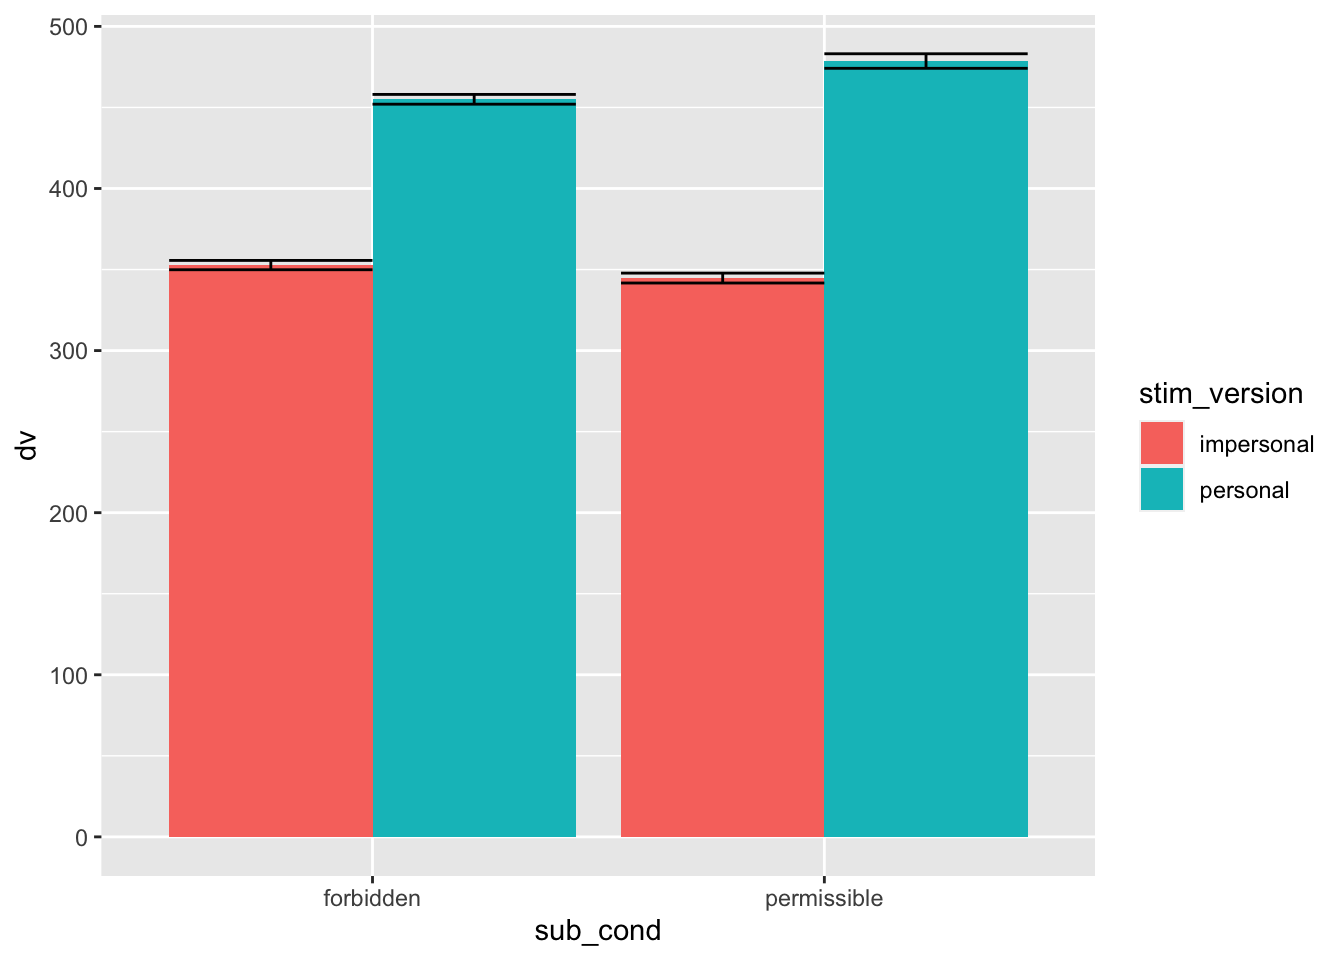 500
400
300
200
100
0
dv
forbidden
permissible
sub_cond
stim_version
impersonal
personal